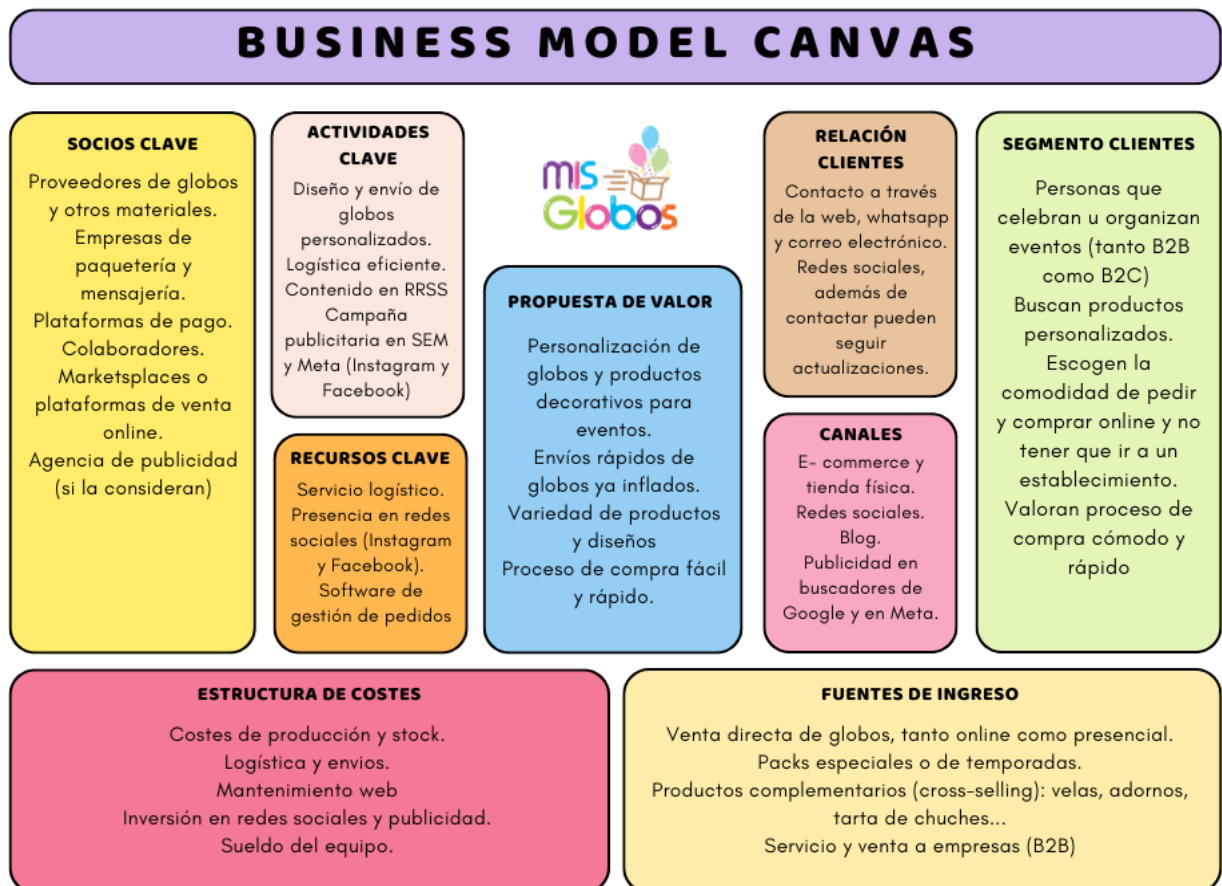 BUSINESS MODEL CANVAS
SOCIOS CLAVE
Proveedores de globos
y otros materiales.
Empresas de
paquetería y
mensajería.
Plataformas de pago.
Colaboradores.
Marketsplaces o
plataformas de venta
online.
Agencia de publicidad
(si la consideran)
ACTIVIDADES
CLAVE
Diseño y envío de
globos
personalizados.
Logística eficiente.
Contenido en RRSS
Campaña
publicitaria en SEM
y Meta (Instagram y
Facebook)
RECURSOS CLAVE
Servicio logístico.
Presencia en redes
sociales (Instagram
y Facebook).
Software de
gestión de pedidos
mis
Globos
PROPUESTA DE VALOR
Personalización de
globos y productos
decorativos para
eventos.
Envíos rápidos de
globos ya inflados.
Variedad de productos
y diseños
Proceso de compra fácil
y rápido.
RELACIÓN
CLIENTES
Contacto a través
de la web, whatsapp
y correo electrónico.
Redes sociales,
además de
contactar pueden
seguir
actualizaciones.
CANALES
E- commerce y
tienda física.
Redes sociales.
Blog.
Publicidad en
buscadores de
Google y en Meta.
SEGMENTO CLIENTES
Personas que
celebran u organizan
eventos (tanto B2B
como B2C)
Buscan productos
personalizados.
Escogen la
comodidad de pedir
y comprar online y no
tener que ir a un
establecimiento.
Valoran proceso de
compra cómodo y
rápido
ESTRUCTURA DE COSTES
Costes de producción y stock.
Logística y envios.
Mantenimiento web
Inversión en redes sociales y publicidad.
Sueldo del equipo.
FUENTES DE INGRESO
Venta directa de globos, tanto online como presencial.
Packs especiales o de temporadas.
Productos complementarios (cross-selling): velas, adornos,
tarta de chuches...
Servicio y venta a empresas (B2B)